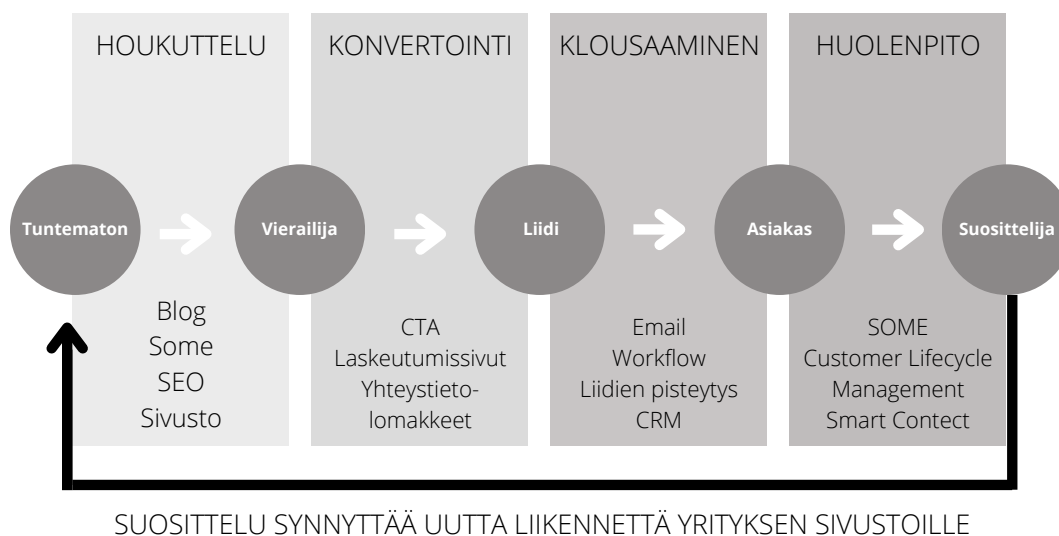 HOUKUTTELU
KONVERTOINTI
KLOUSAAMINEN
HUOLENPITO
Tuntematon
Vierailija
Liidi
Asiakas
Suosittelija
Blog
Some
SEO
Sivusto
CTA
Laskeutumissivut
Yhteystieto-
lomakkeet
Email
Workflow
Liidien pisteytys
CRM
SOME
Customer Lifecycle
Management
Smart Contect
SUOSITTELU SYNNYTTÄÄ UUTTA LIIKENNETTÄ YRITYKSEN SIVUSTOILLE